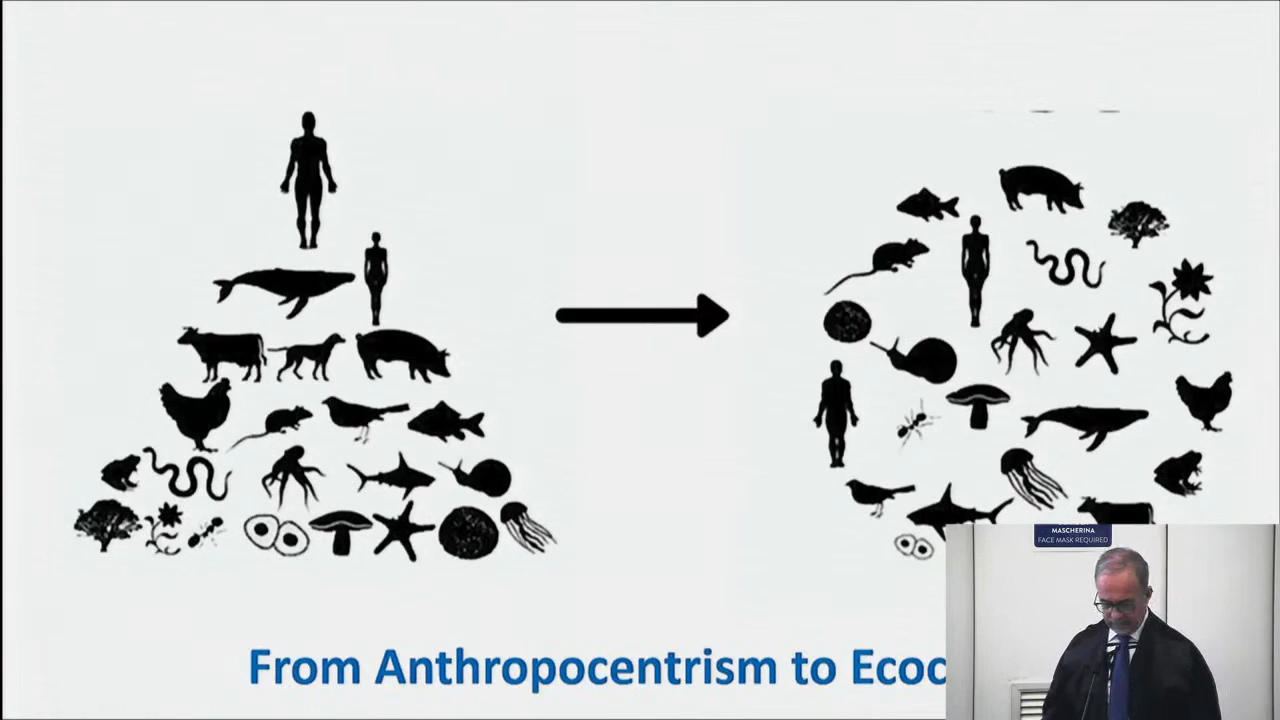 MASCHERINA
FACE MASK REQUIRED
From Anthropocentrism to Ecoc